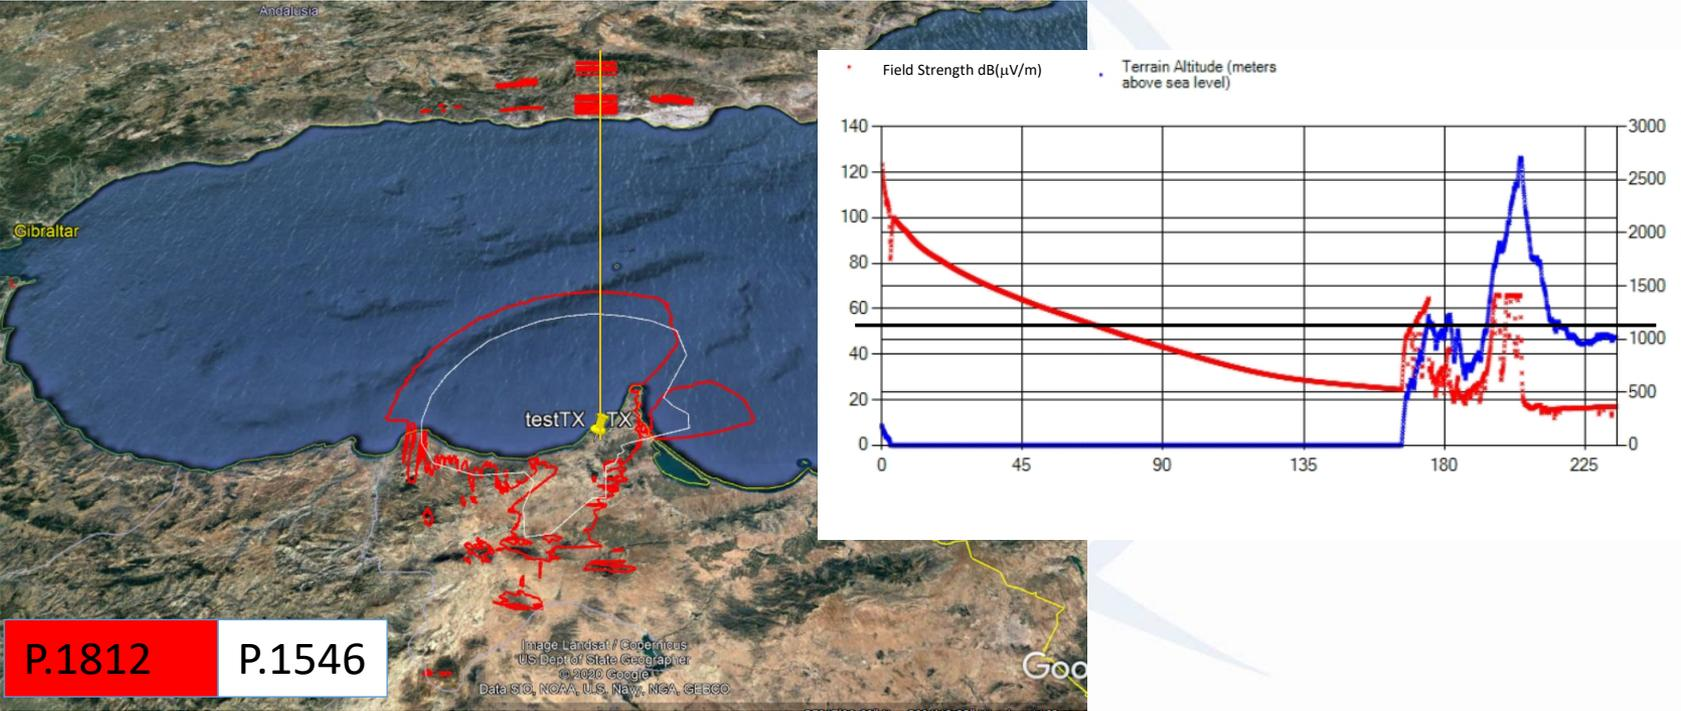 Andalusia
Gibraltar
testTX TX
P.1812
P.1546
Image Landsat / Copernicus
US Dept of State Geographer
© 2020 Google
Data SIO, NOAA, U.S. Navy, NGA, GEBCO
Goo
Field Strength dB(μV/m)
Terrain Altitude (meters
above sea level)
140 3000
120 2500
100 2000
80 1500
60 1000
40 500
20 0
0
0 45 90 135 180 225